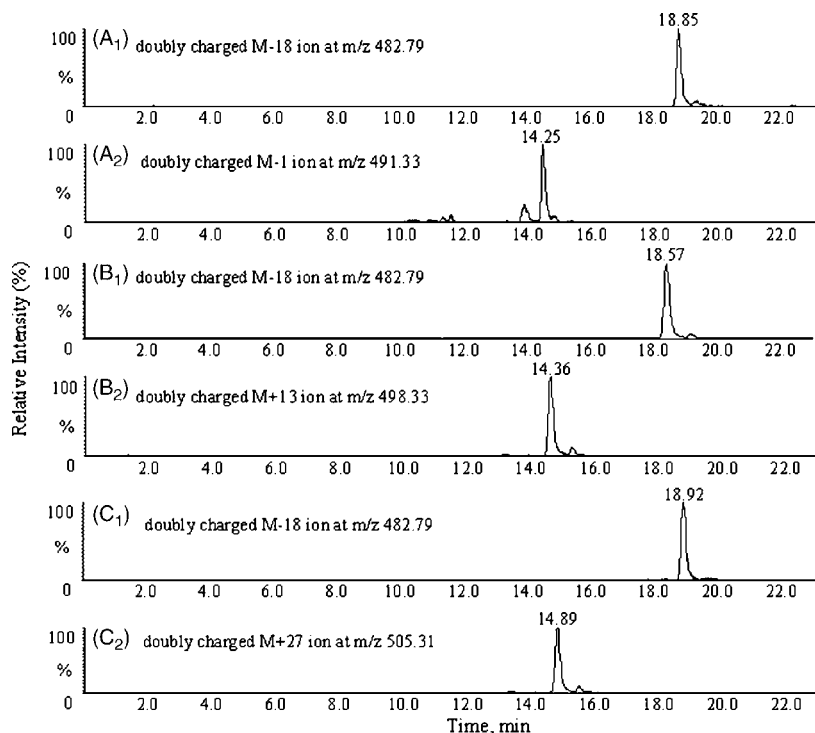 18.85
100
(A₁) doubly charged M-18 ion at m/z 482.79
%
0
2.0 4.0 6.0 8.0 10.0 12.0 14.0 16.0 18.0 20.0 22.0
14.25
100
(A₂) doubly charged M-1 ion at m/z 491.33
%
0
2.0 4.0 6.0 8.0 10.0 12.0 14.0 16.0 18.0 20.0 22.0
18.57
100
(B₁) doubly charged M-18 ion at m/z 482.79
%
0
2.0 4.0 6.0 8.0 10.0 12.0 14.0 16.0 18.0 20.0 22.0
14.36
100
(B₂) doubly charged M+13 ion at m/z 498.33
%
0
2.0 4.0 6.0 8.0 10.0 12.0 14.0 16.0 18.0 20.0 22.0
18.92
100
(C₁) doubly charged M-18 ion at m/z 482.79
%
0
2.0 4.0 6.0 8.0 10.0 12.0 14.0 16.0 18.0 20.0 22.0
14.89
100
(C₂) doubly charged M+27 ion at m/z 505.31
%
0
2.0 4.0 6.0 8.0 10.0 12.0 14.0 16.0 18.0 20.0 22.0
Time, min
Relative Intensity (%)